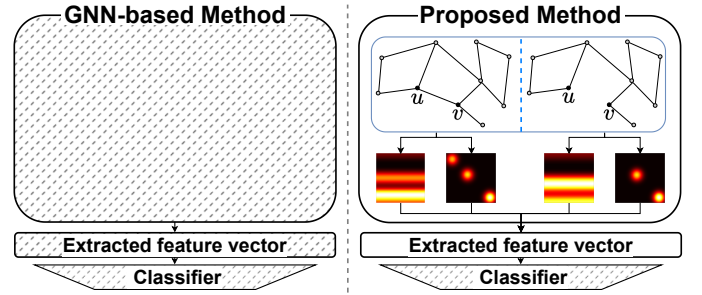 GNN-based Method
Extracted feature vector
Classifier
Proposed Method
u
v
u
v
Extracted feature vector
Classifier